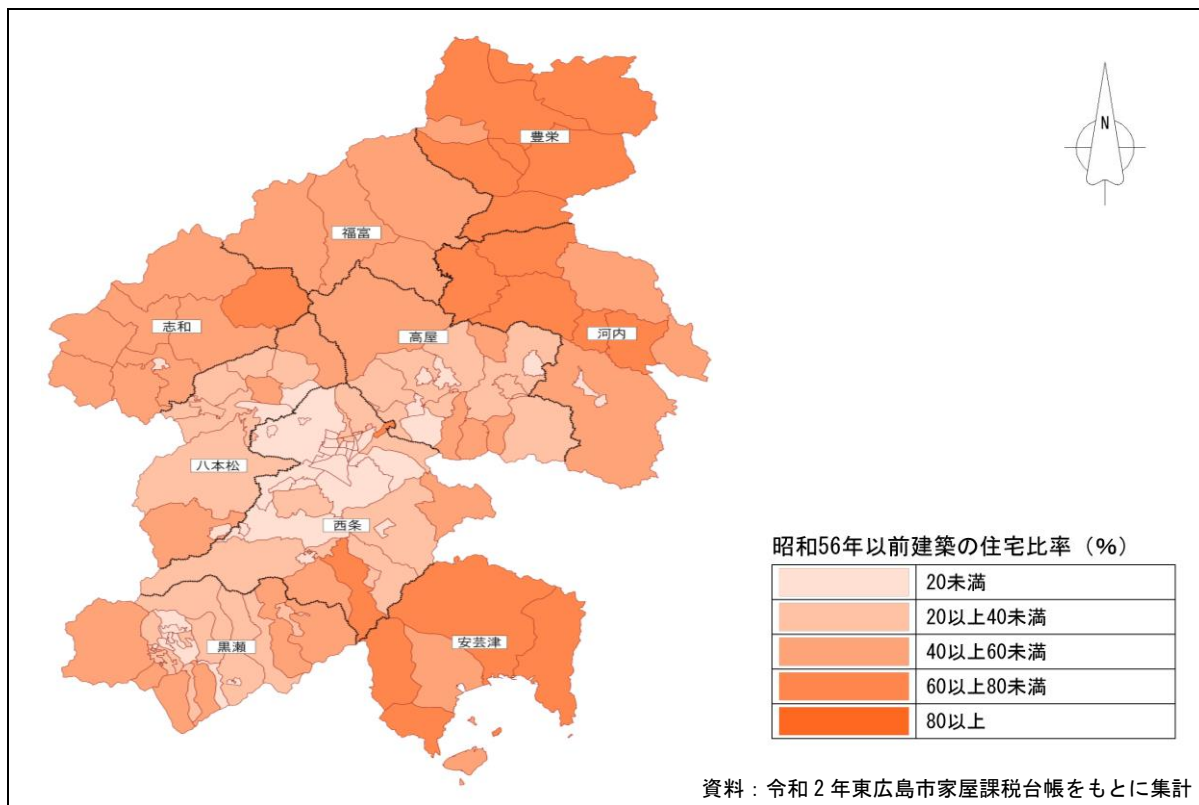 N
豊栄
福富
志和
高屋
河内
八本松
西条
黒瀬
安芸津
昭和56年以前建築の住宅比率（%）
20未満
20以上40未満
40以上60未満
60以上80未満
80以上
資料：令和２年東広島市家屋課税台帳をもとに集計